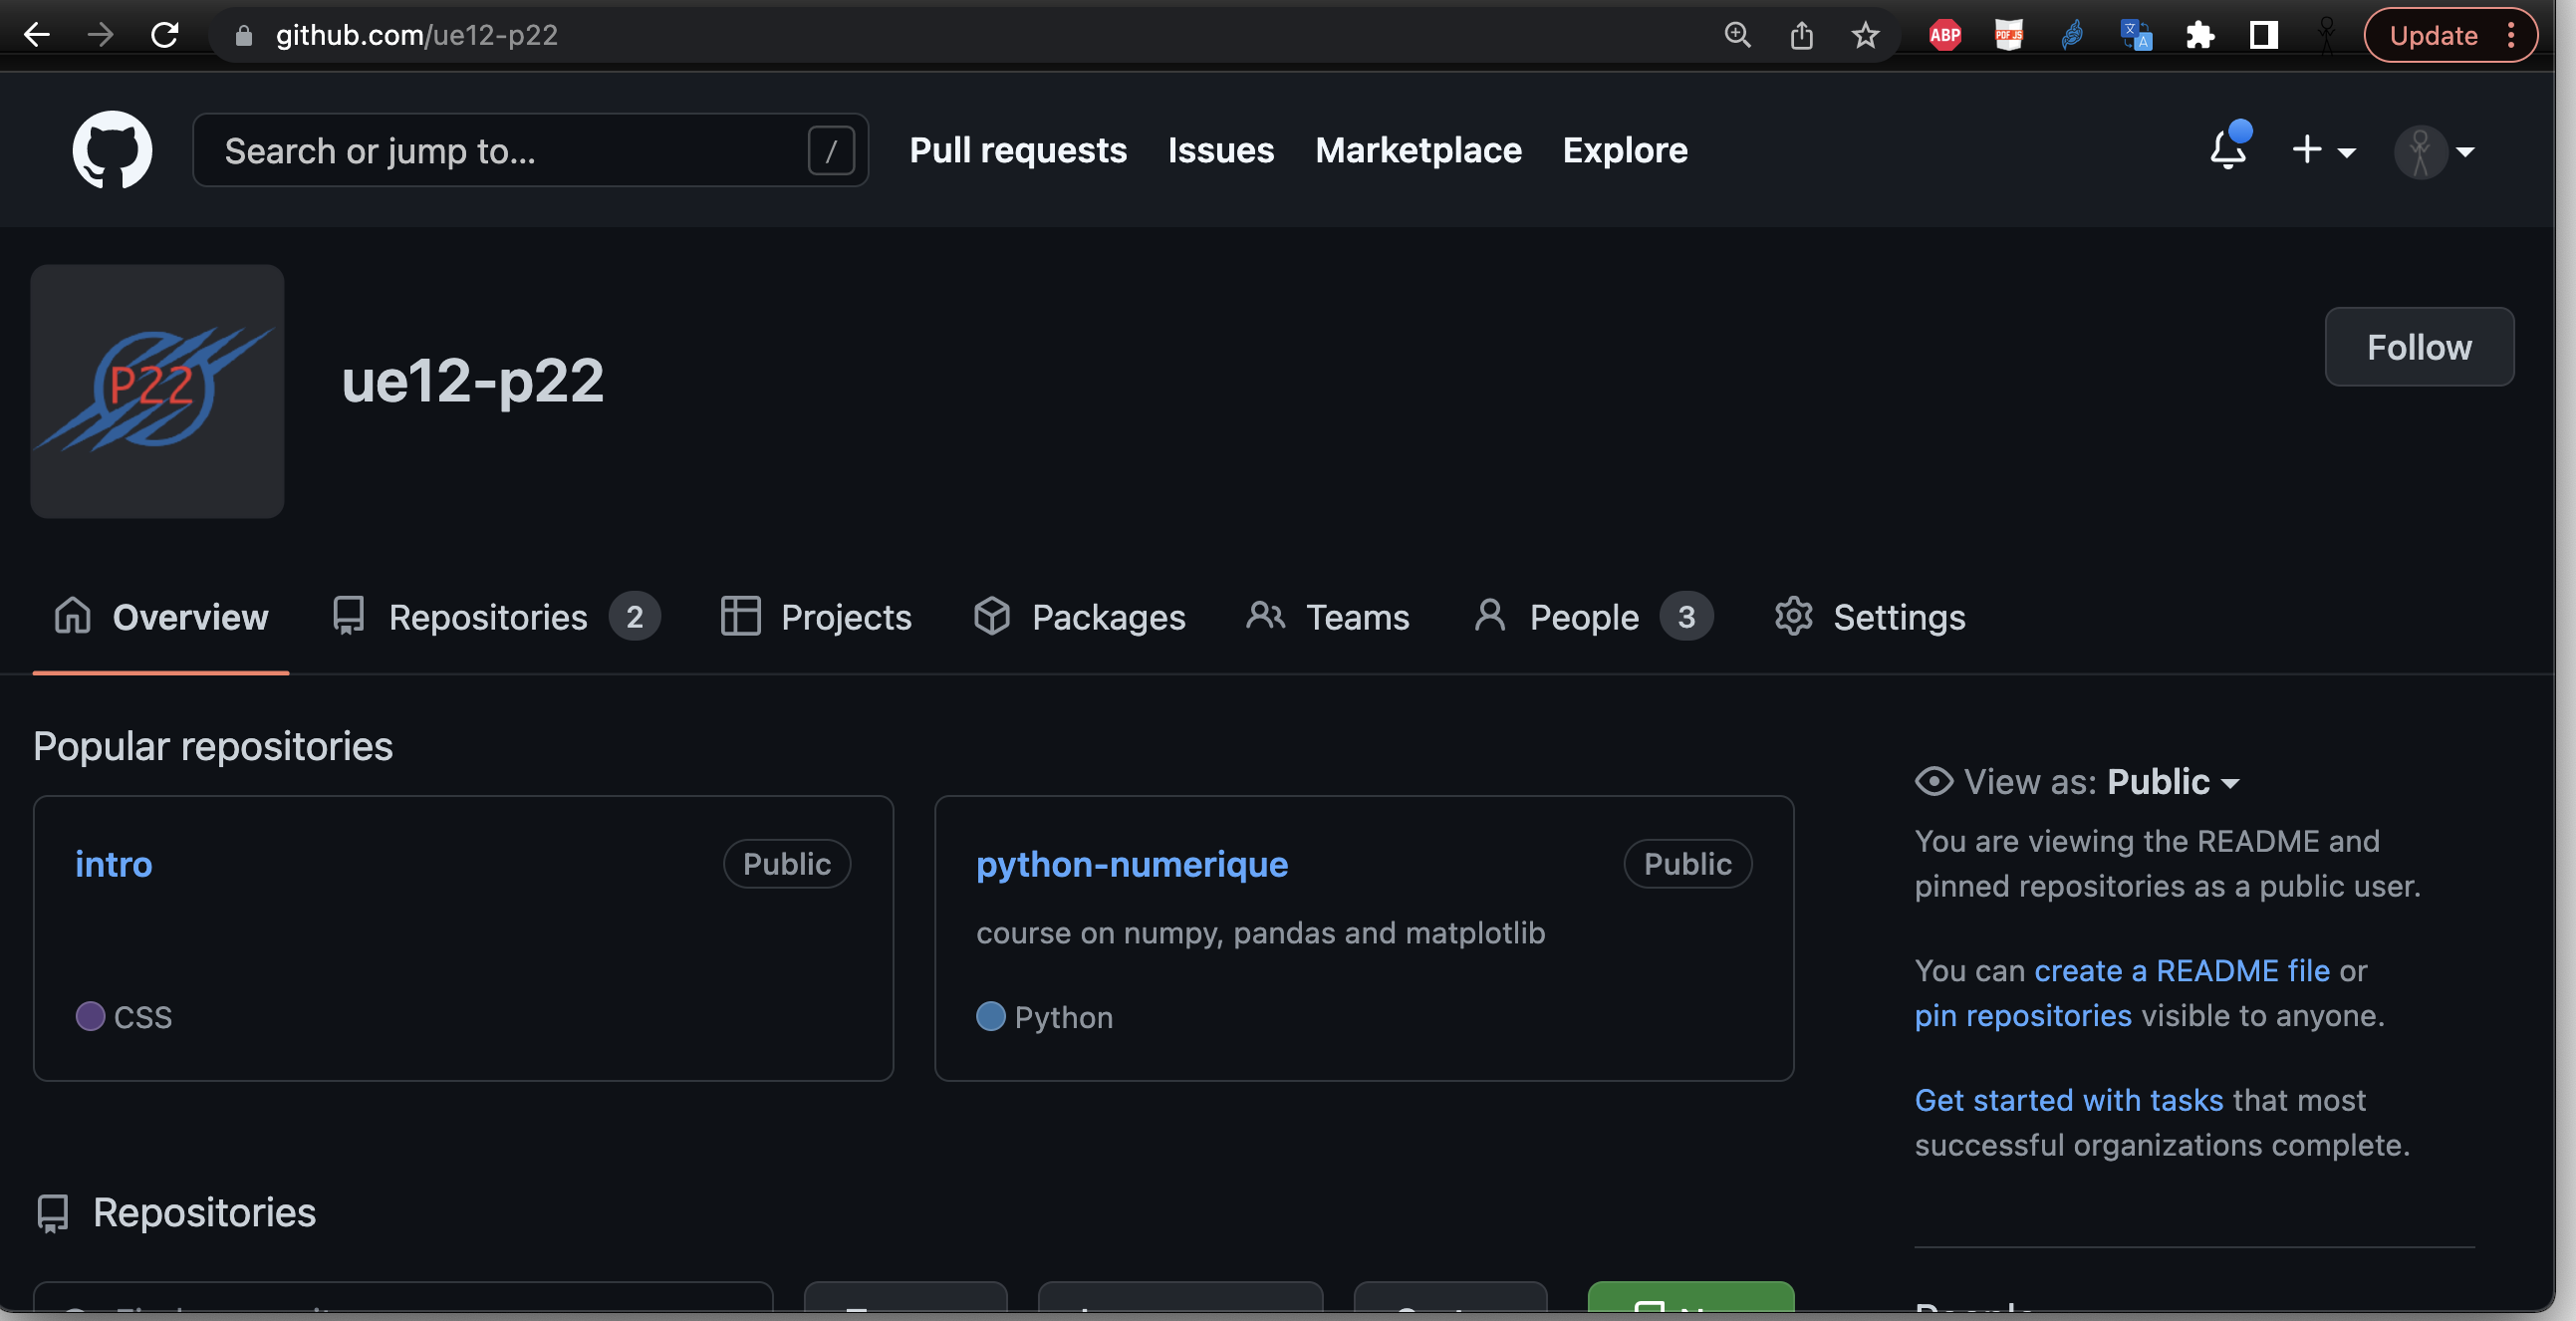 github.com/ue12-p22
ABP
PDF JS
Update
Search or jump to...
/
Pull requests
Issues
Marketplace
Explore
P22
ue12-p22
Follow
Overview
Repositories 2
Projects
Packages
Teams
People 3
Settings
Popular repositories
intro
Public
CSS
python-numerique
Public
course on numpy, pandas and matplotlib
Python
View as: Public
You are viewing the README and
pinned repositories as a public user.
You can create a README file or
pin repositories visible to anyone.
Get started with tasks that most
successful organizations complete.
Repositories
People